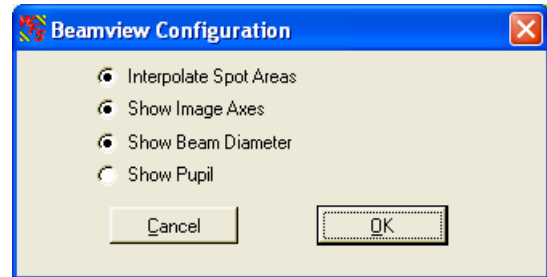 Beamview Configuration
Interpolate Spot Areas
Show Image Axes
Show Beam Diameter
Show Pupil
Cancel OK